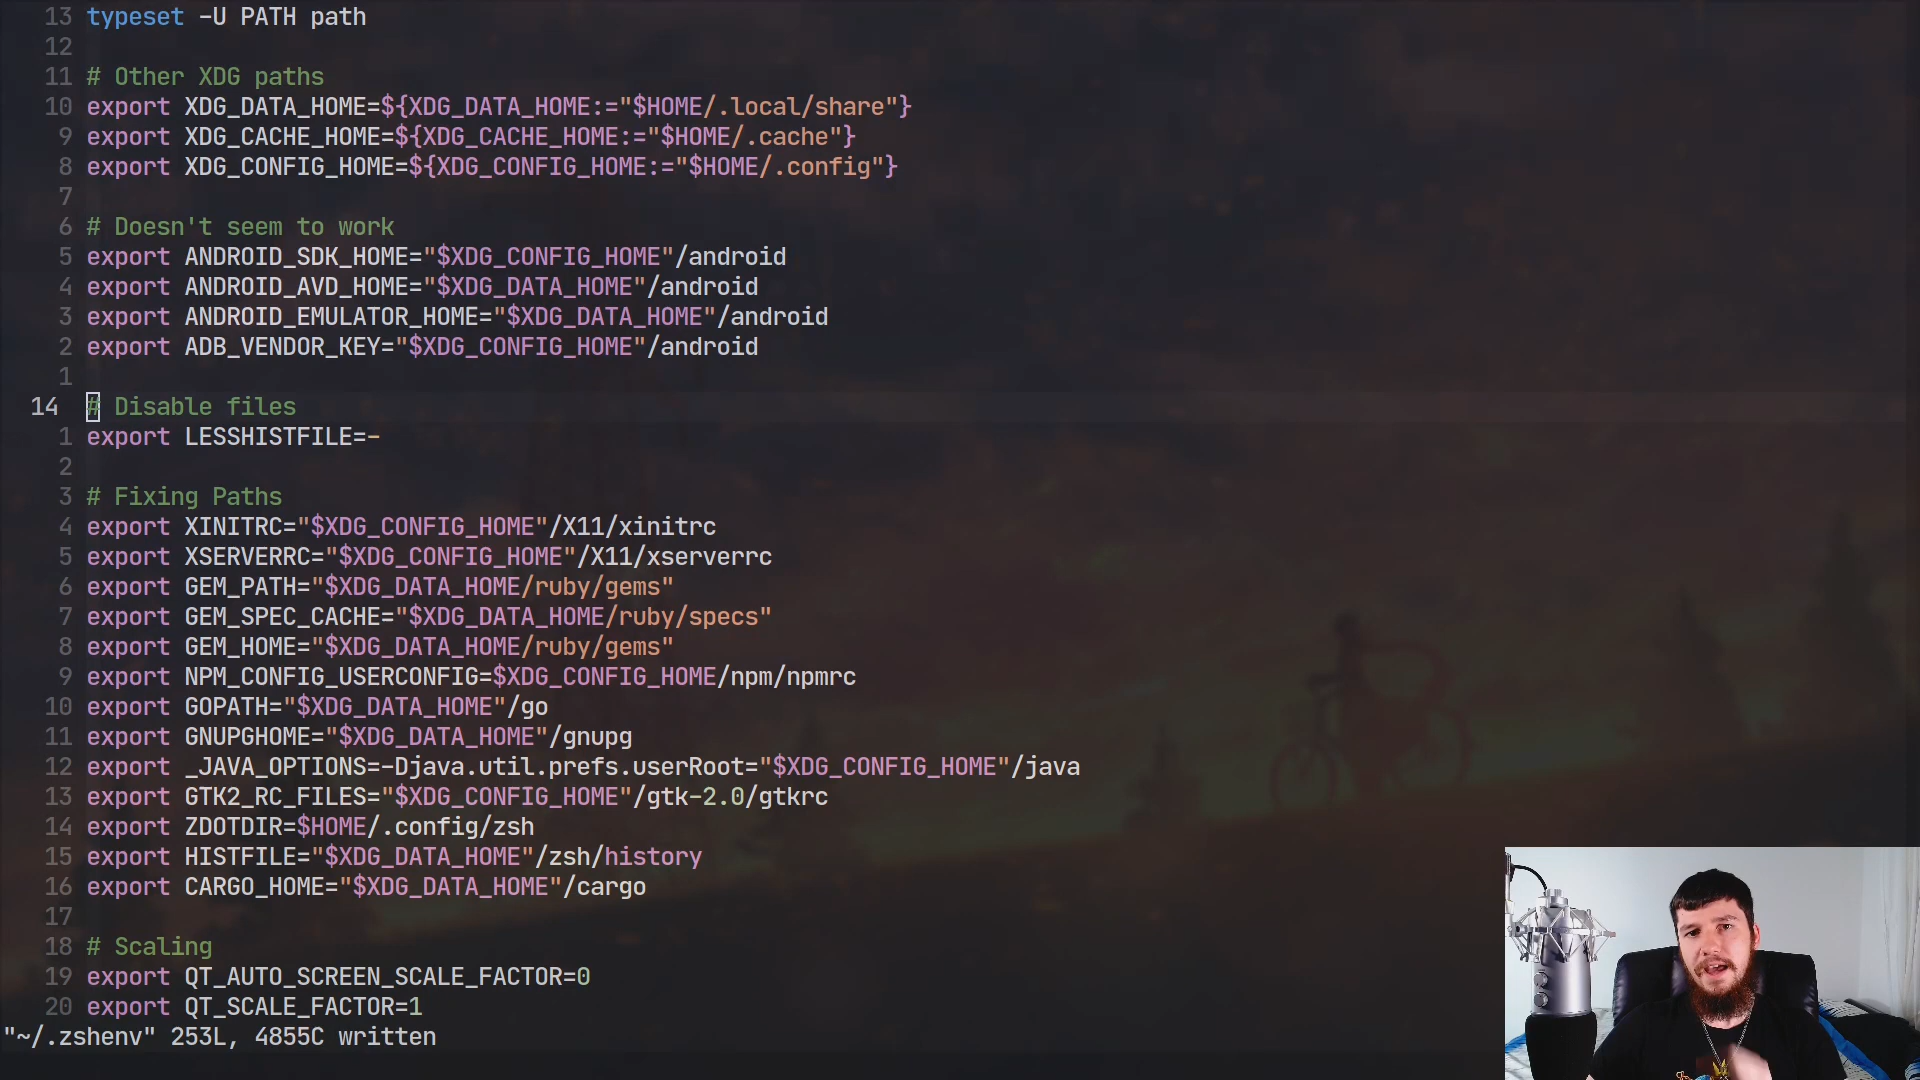 13 typeset -U PATH path
12
11 # Other XDG paths
10 export XDG_DATA_HOME=${XDG_DATA_HOME:="$HOME/.local/share"}
9 export XDG_CACHE_HOME=${XDG_CACHE_HOME:="$HOME/.cache"}
8 export XDG_CONFIG_HOME=${XDG_CONFIG_HOME:="$HOME/.config"}
7
6 # Doesn't seem to work
5 export ANDROID_SDK_HOME="$XDG_CONFIG_HOME"/android
4 export ANDROID_AVD_HOME="$XDG_DATA_HOME"/android
3 export ANDROID_EMULATOR_HOME="$XDG_DATA_HOME"/android
2 export ADB_VENDOR_KEY="$XDG_CONFIG_HOME"/android
1
14 # Disable files
1 export LESSHISTFILE=-
2
3 # Fixing Paths
4 export XINITRC="$XDG_CONFIG_HOME"/X11/xinitrc
5 export XSERVERRC="$XDG_CONFIG_HOME"/X11/xserverrc
6 export GEM_PATH="$XDG_DATA_HOME/ruby/gems"
7 export GEM_SPEC_CACHE="$XDG_DATA_HOME/ruby/specs"
8 export GEM_HOME="$XDG_DATA_HOME/ruby/gems"
9 export NPM_CONFIG_USERCONFIG=$XDG_CONFIG_HOME/npm/npmrc
10 export GOPATH="$XDG_DATA_HOME"/go
11 export GNUPGHOME="$XDG_DATA_HOME"/gnupg
12 export _JAVA_OPTIONS=-Djava.util.prefs.userRoot="$XDG_CONFIG_HOME"/java
13 export GTK2_RC_FILES="$XDG_CONFIG_HOME"/gtk-2.0/gtkrc
14 export ZDOTDIR=$HOME/.config/zsh
15 export HISTFILE="$XDG_DATA_HOME"/zsh/history
16 export CARGO_HOME="$XDG_DATA_HOME"/cargo
17
18 # Scaling
19 export QT_AUTO_SCREEN_SCALE_FACTOR=0
20 export QT_SCALE_FACTOR=1
"~/.zshenv" 253L, 4855C written